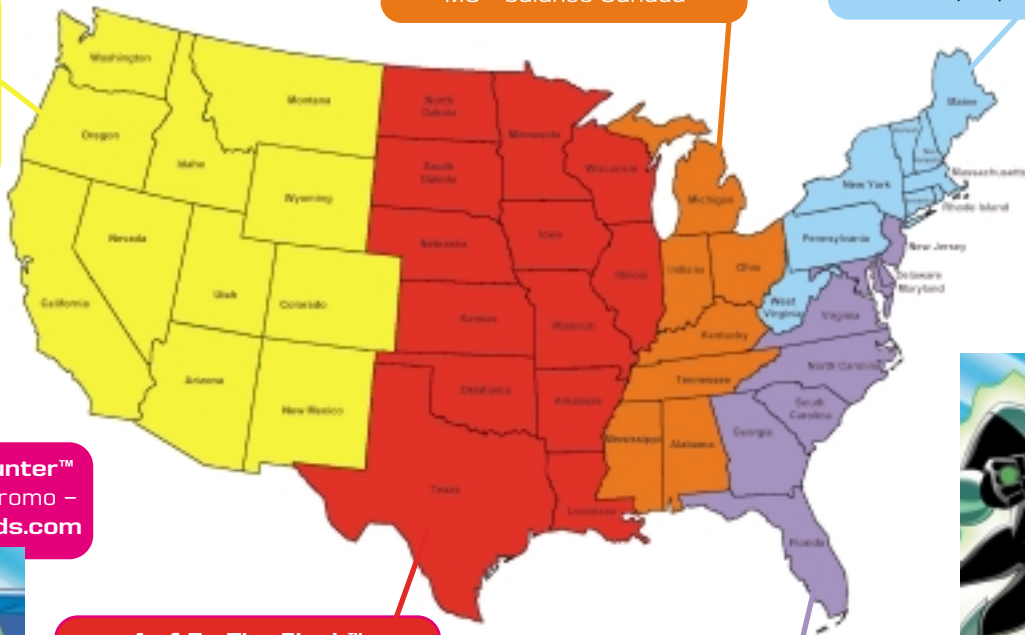 Washington
Montana
North
Dakota
Minnesota
Maine
Oregon
Idaho
South
Dakota
Wisconsin
Michigan
New York
Massachusetts
Rhode Island
Wyoming
Nebraska
Iowa
Pennsylvania
New Jersey
Nevada
Utah
Colorado
Illinois
Indiana
Ohio
Delaware
Maryland
California
Kansas
Missouri
West
Virginia
Virginia
Kentucky
Arizona
New Mexico
Oklahoma
Arkansas
Tennessee
North Carolina
South
Carolina
Mississippi
Alabama
Georgia
Texas
Louisiana
Florida
unter™
romo –
ds.com